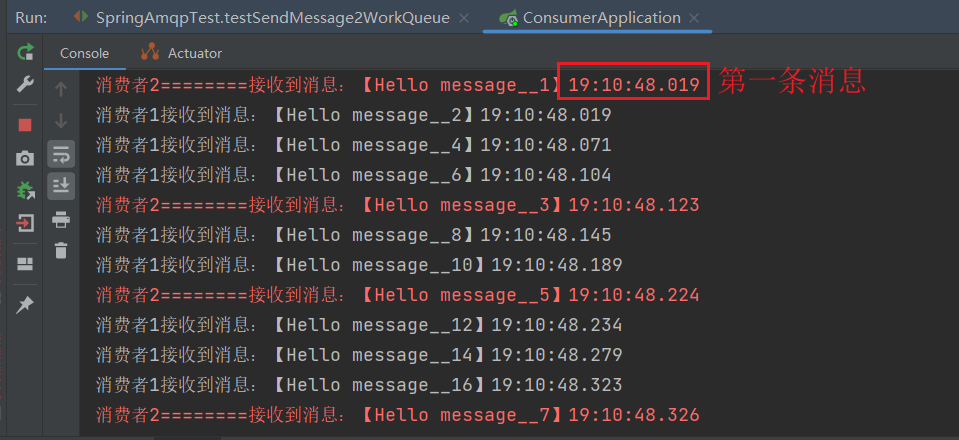 Run: SpringAmqpTest.testSendMessage2WorkQueue × ConsumerApplication ×
Console Actuator
消费者2========接收到消息：【Hello message__1】19:10:48.019 第一条消息
消费者1接收到消息：【Hello message__2】19:10:48.019
消费者1接收到消息：【Hello message__4】19:10:48.071
消费者1接收到消息：【Hello message__6】19:10:48.104
消费者2========接收到消息：【Hello message__3】19:10:48.123
消费者1接收到消息：【Hello message__8】19:10:48.145
消费者1接收到消息：【Hello message__10】19:10:48.189
消费者2========接收到消息：【Hello message__5】19:10:48.224
消费者1接收到消息：【Hello message__12】19:10:48.234
消费者1接收到消息：【Hello message__14】19:10:48.279
消费者1接收到消息：【Hello message__16】19:10:48.323
消费者2========接收到消息：【Hello message__7】19:10:48.326